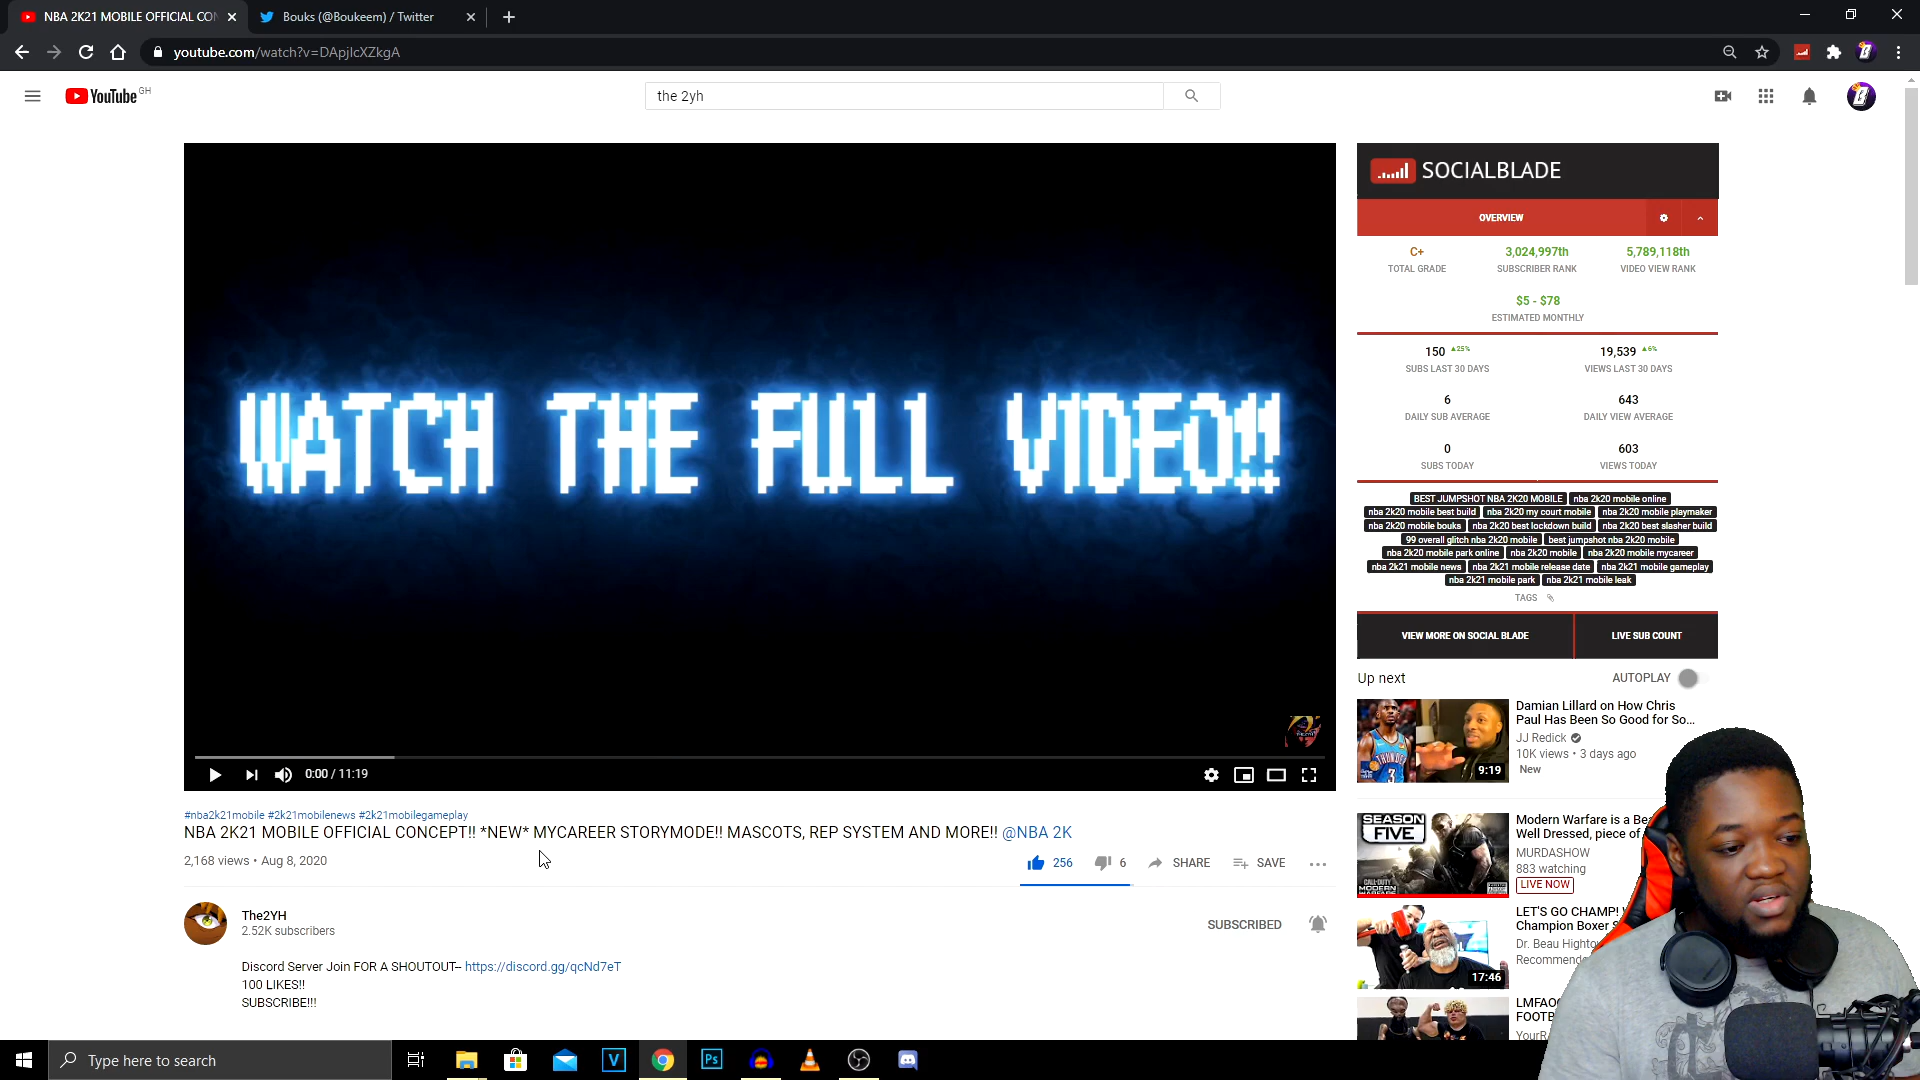 NBA 2K21 MOBILE OFFICIAL CON
Bouks (@Boukeem) / Twitter
youtube.com/watch?v=DApjlcXZkgA
YouTube GH
the 2yh
WATCH THE FULL VIDEO!!
0:00 / 11:19
#nba2k21mobile #2k21mobilenews #2k21mobilegameplay
NBA 2K21 MOBILE OFFICIAL CONCEPT!! *NEW* MYCAREER STORYMODE!! MASCOTS, REP SYSTEM AND MORE!! @NBA 2K
2,168 views • Aug 8, 2020
256
6
SHARE
SAVE
The2YH
2.52K subscribers
SUBSCRIBED
Discord Server Join FOR A SHOUTOUT-- https://discord.gg/qcNd7eT
100 LIKES!!
SUBSCRIBE!!!
SOCIALBLADE
OVERVIEW
C+ 3,024,997th 5,789,118th
TOTAL GRADE SUBSCRIBER RANK VIDEO VIEW RANK
$5 - $78
ESTIMATED MONTHLY
150 ▲25% 19,539 ▲6%
SUBS LAST 30 DAYS VIEWS LAST 30 DAYS
6 643
DAILY SUB AVERAGE DAILY VIEW AVERAGE
0 603
SUBS TODAY VIEWS TODAY
BEST JUMPSHOT NBA 2K20 MOBILE nba 2k20 mobile online
nba 2k20 mobile best build nba 2k20 my court mobile nba 2k20 mobile playmaker
nba 2k20 mobile bouks nba 2k20 best lockdown build nba 2k20 best slasher build
99 overall glitch nba 2k20 mobile best jumpshot nba 2k20 mobile
nba 2k20 mobile park online nba 2k20 mobile nba 2k20 mobile mycareer
nba 2k21 mobile news nba 2k21 mobile release date nba 2k21 mobile gameplay
nba 2k21 mobile park nba 2k21 mobile leak
TAGS
VIEW MORE ON SOCIAL BLADE LIVE SUB COUNT
Up next AUTOPLAY
Damian Lillard on How Chris
Paul Has Been So Good for So...
JJ Redick
10K views • 3 days ago
New
THUNDER
3
9:19
SEASON
FIVE
Modern Warfare is a Be
Well Dressed, piece of
MURDASHOW
883 watching
LIVE NOW
LET'S GO CHAMP!
Champion Boxer S
Dr. Beau Highto
Recommende
17:46
LMFAO
FOOTB
YourR
Type here to search